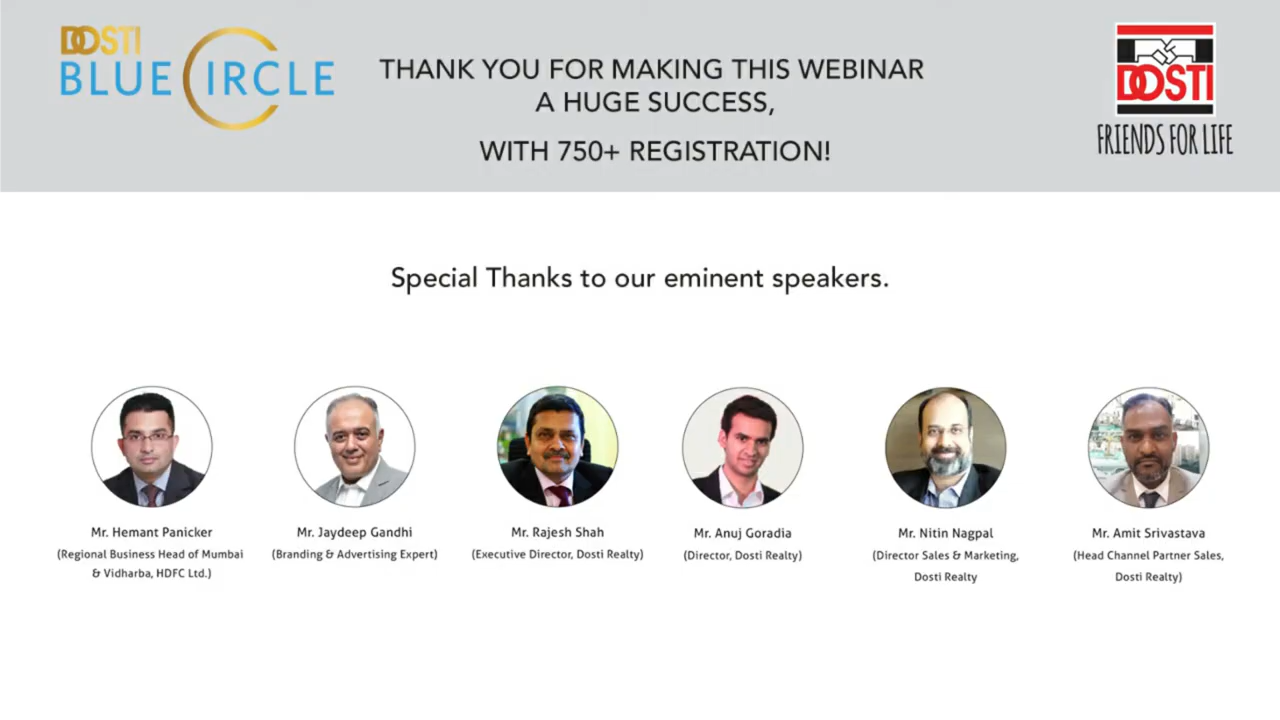 DOSTI
BLUE CIRCLE
THANK YOU FOR MAKING THIS WEBINAR
A HUGE SUCCESS,
WITH 750+ REGISTRATION!
DOSTI
FRIENDS FOR LIFE
Special Thanks to our eminent speakers.
Mr. Hemant Panicker
(Regional Business Head of Mumbai
& Vidharba, HDFC Ltd.)
Mr. Jaydeep Gandhi
(Branding & Advertising Expert)
Mr. Rajesh Shah
(Executive Director, Dosti Realty)
Mr. Anuj Goradia
(Director, Dosti Realty)
Mr. Nitin Nagpal
(Director Sales & Marketing,
Dosti Realty
Mr. Amit Srivastava
(Head Channel Partner Sales,
Dosti Realty)